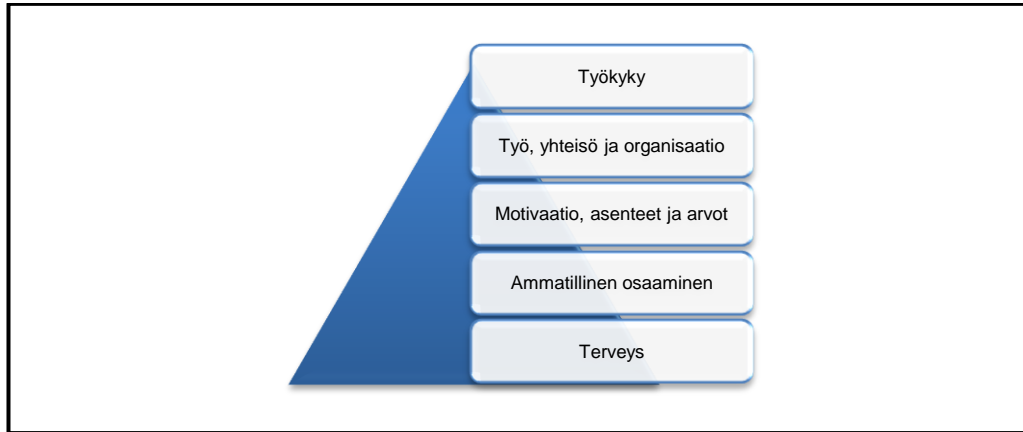 Työkyky
Työ, yhteisö ja organisaatio
Motivaatio, asenteet ja arvot
Ammatillinen osaaminen
Terveys